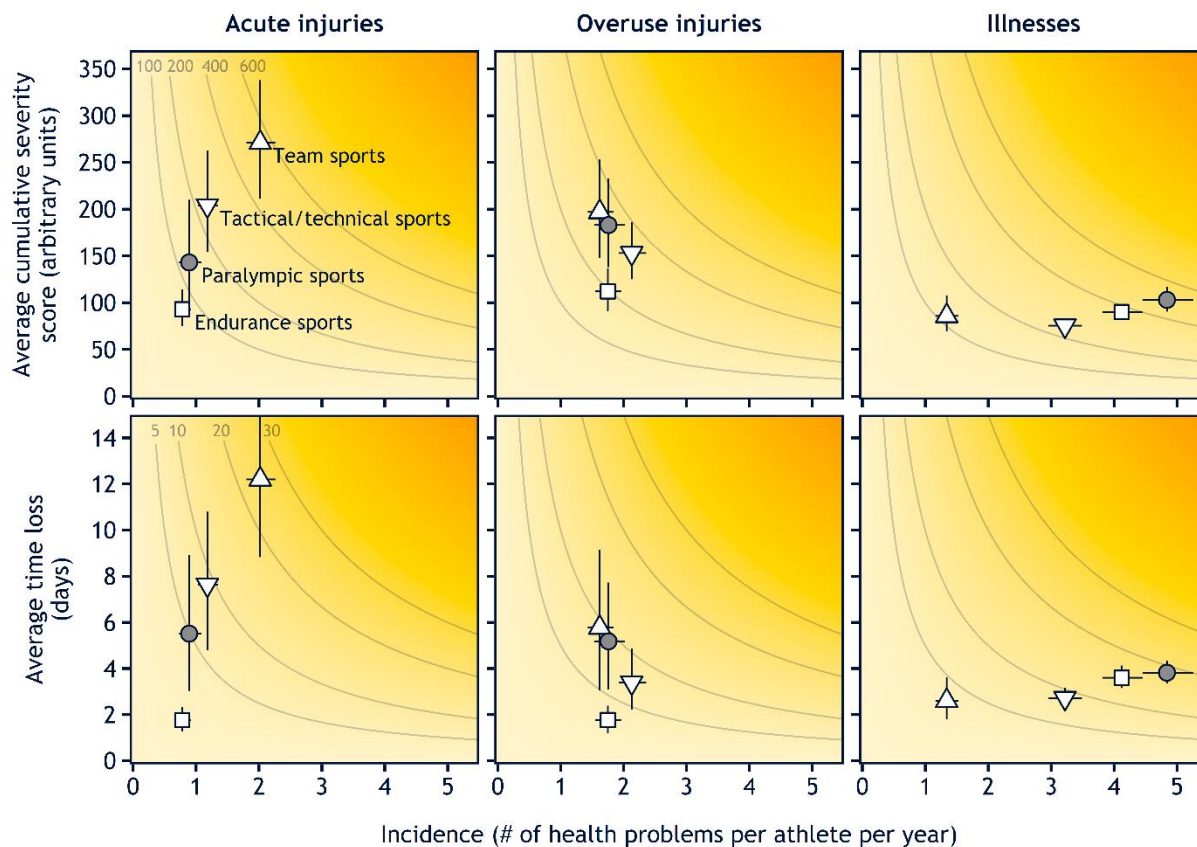 Acute injuries
Overuse injuries
Illnesses
Average cumulative severity
score (arbitrary units)
350
300
250
200
150
100
50
0
100 200 400 600
Team sports
Tactical/technical sports
Paralympic sports
Endurance sports
Average time loss
(days)
14
12
10
8
6
4
2
0
5 10 20 30
0 1 2 3 4 5
0 1 2 3 4 5
0 1 2 3 4 5
Incidence (# of health problems per athlete per year)